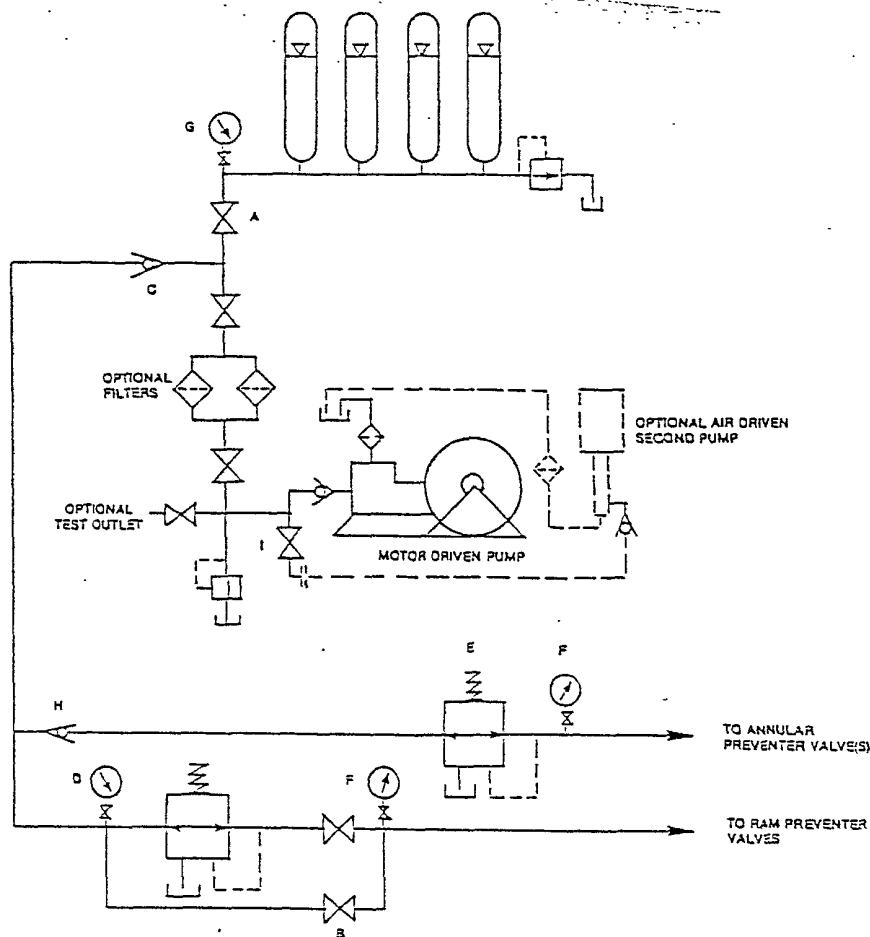 G
A
C
OPTIONAL
FILTERS
OPTIONAL AIR DRIVEN
SECOND PUMP
OPTIONAL
TEST OUTLET
I
MOTOR DRIVEN PUMP
E
F
H
TO ANNULAR
PREVENTER VALVE(S)
D
F
TO RAM PREVENTER
VALVES
B